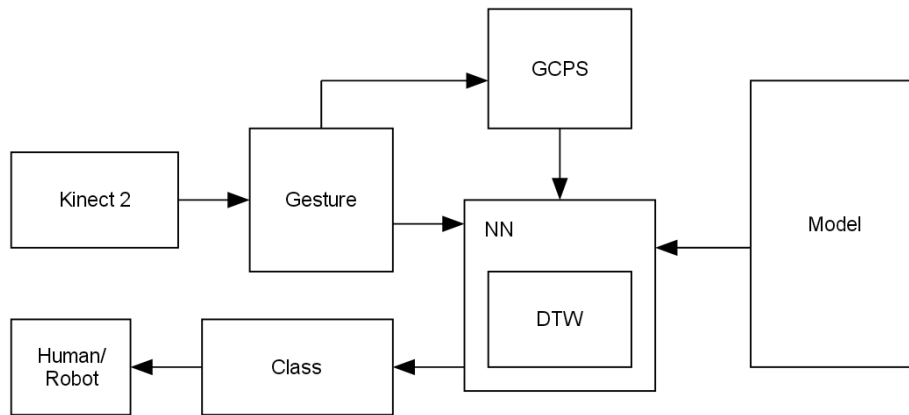 GCPS
Kinect 2
Gesture
Model
NN
DTW
Human/
Robot
Class